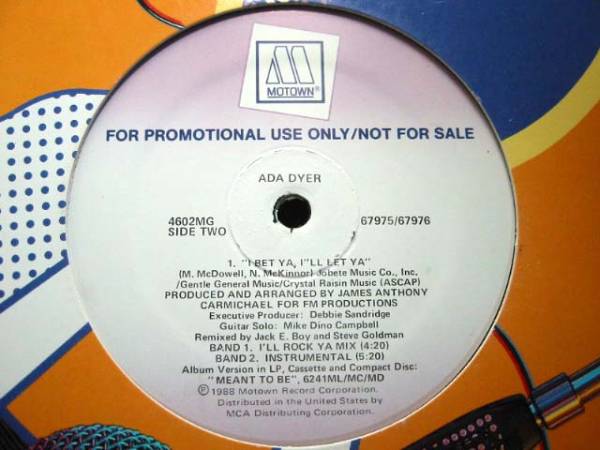 MOTOWN®
FOR PROMOTIONAL USE ONLY/NOT FOR SALE
ADA DYER
4602MG 67975/67976
SIDE TWO
1. "I BET YA, I"LL LET YA"
(M. McDowell, N. McKinnor) Jobete Music Co., Inc.
/Gentle General Music/Crystal Raisin Music (ASCAP)
PRODUCED AND ARRANGED BY JAMES ANTHONY
CARMICHAEL FOR FM PRODUCTIONS
Executive Producer: Debbie Sandridge
Guitar Solo: Mike Dino Campbell
Remixed by Jack E. Boy and Steve Goldman
BAND 1. I'LL ROCK YA MIX (4:20)
BAND 2. INSTRUMENTAL (5:20)
Album Version in LP, Cassette and Compact Disc:
"MEANT TO BE", 6241ML/MC/MD
Ⓟ 1988 Motown Record Corporation.
Distributed in the United States by
MCA Distributing Corporation.